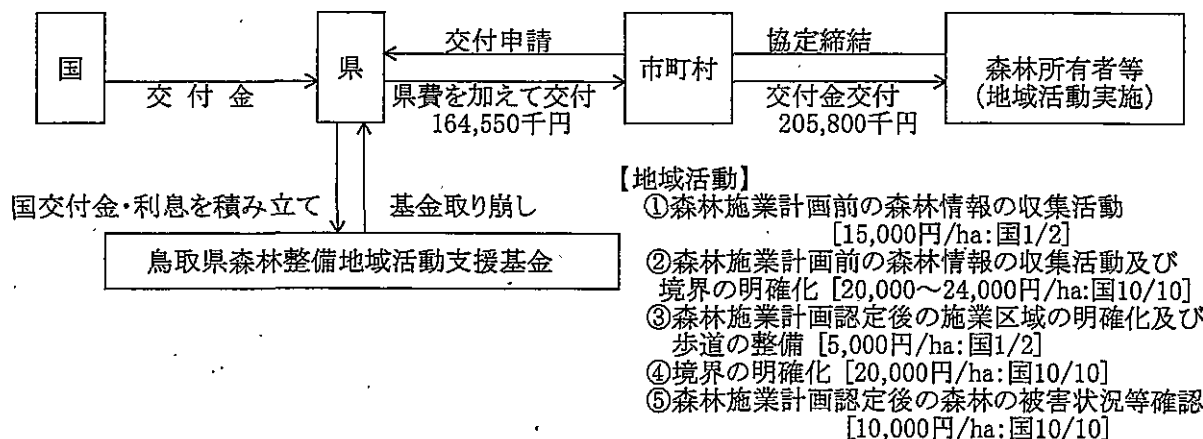 国
交付金
県
交付申請
県費を加えて交付
164,550千円
市町村
協定締結
交付金交付
205,800千円
森林所有者等
(地域活動実施)
国交付金・利息を積み立て
基金取り崩し
鳥取県森林整備地域活動支援基金
【地域活動】
①森林施業計画前の森林情報の収集活動
[15,000円/ha:国1/2]
②森林施業計画前の森林情報の収集活動及び
境界の明確化 [20,000～24,000円/ha:国10/10]
③森林施業計画認定後の施業区域の明確化及び
歩道の整備 [5,000円/ha:国1/2]
④境界の明確化 [20,000円/ha:国10/10]
⑤森林施業計画認定後の森林の被害状況等確認
[10,000円/ha:国10/10]